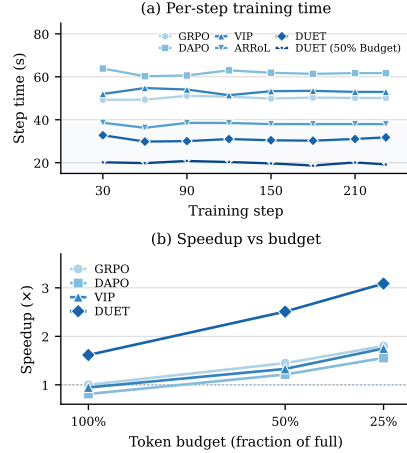 (a) Per-step training time
GRPO VIP DUET
DAPO ARRoL DUET (50% Budget)
80
60
40
20
Step time (s)
30 90 150 210
Training step
(b) Speedup vs budget
GRPO
DAPO
VIP
DUET
3
2
1
Speedup (×)
100% 50% 25%
Token budget (fraction of full)